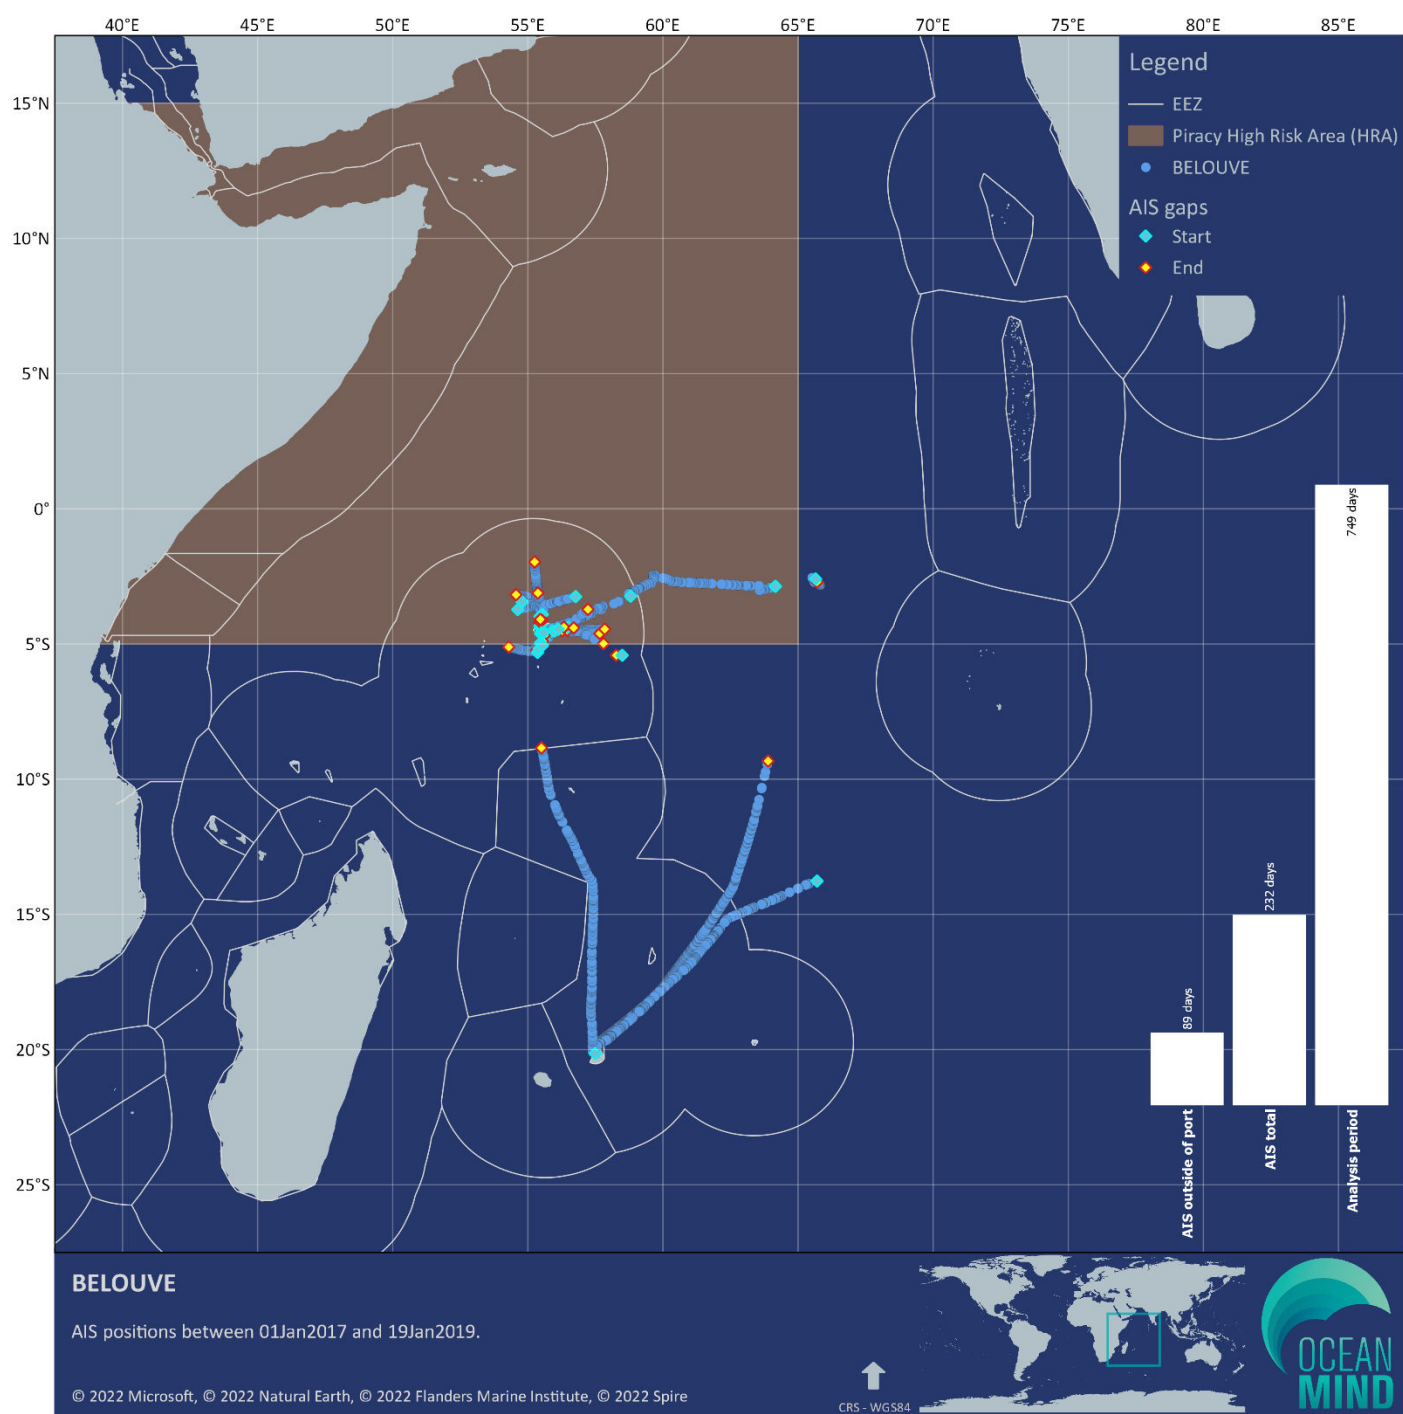 40°E 45°E 50°E 55°E 60°E 65°E 70°E 75°E 80°E 85°E
Legend
EEZ
Piracy High Risk Area (HRA)
BELOUVE
AIS gaps
Start
End
15°N
10°N
5°N
0°
5°S
10°S
15°S
20°S
25°S
89 days
232 days
749 days
AIS outside of port
AIS total
Analysis period
BELOUVE
AIS positions between 01Jan2017 and 19Jan2019.
© 2022 Microsoft, © 2022 Natural Earth, © 2022 Flanders Marine Institute, © 2022 Spire
CRS - WGS84
OCEAN
MIND